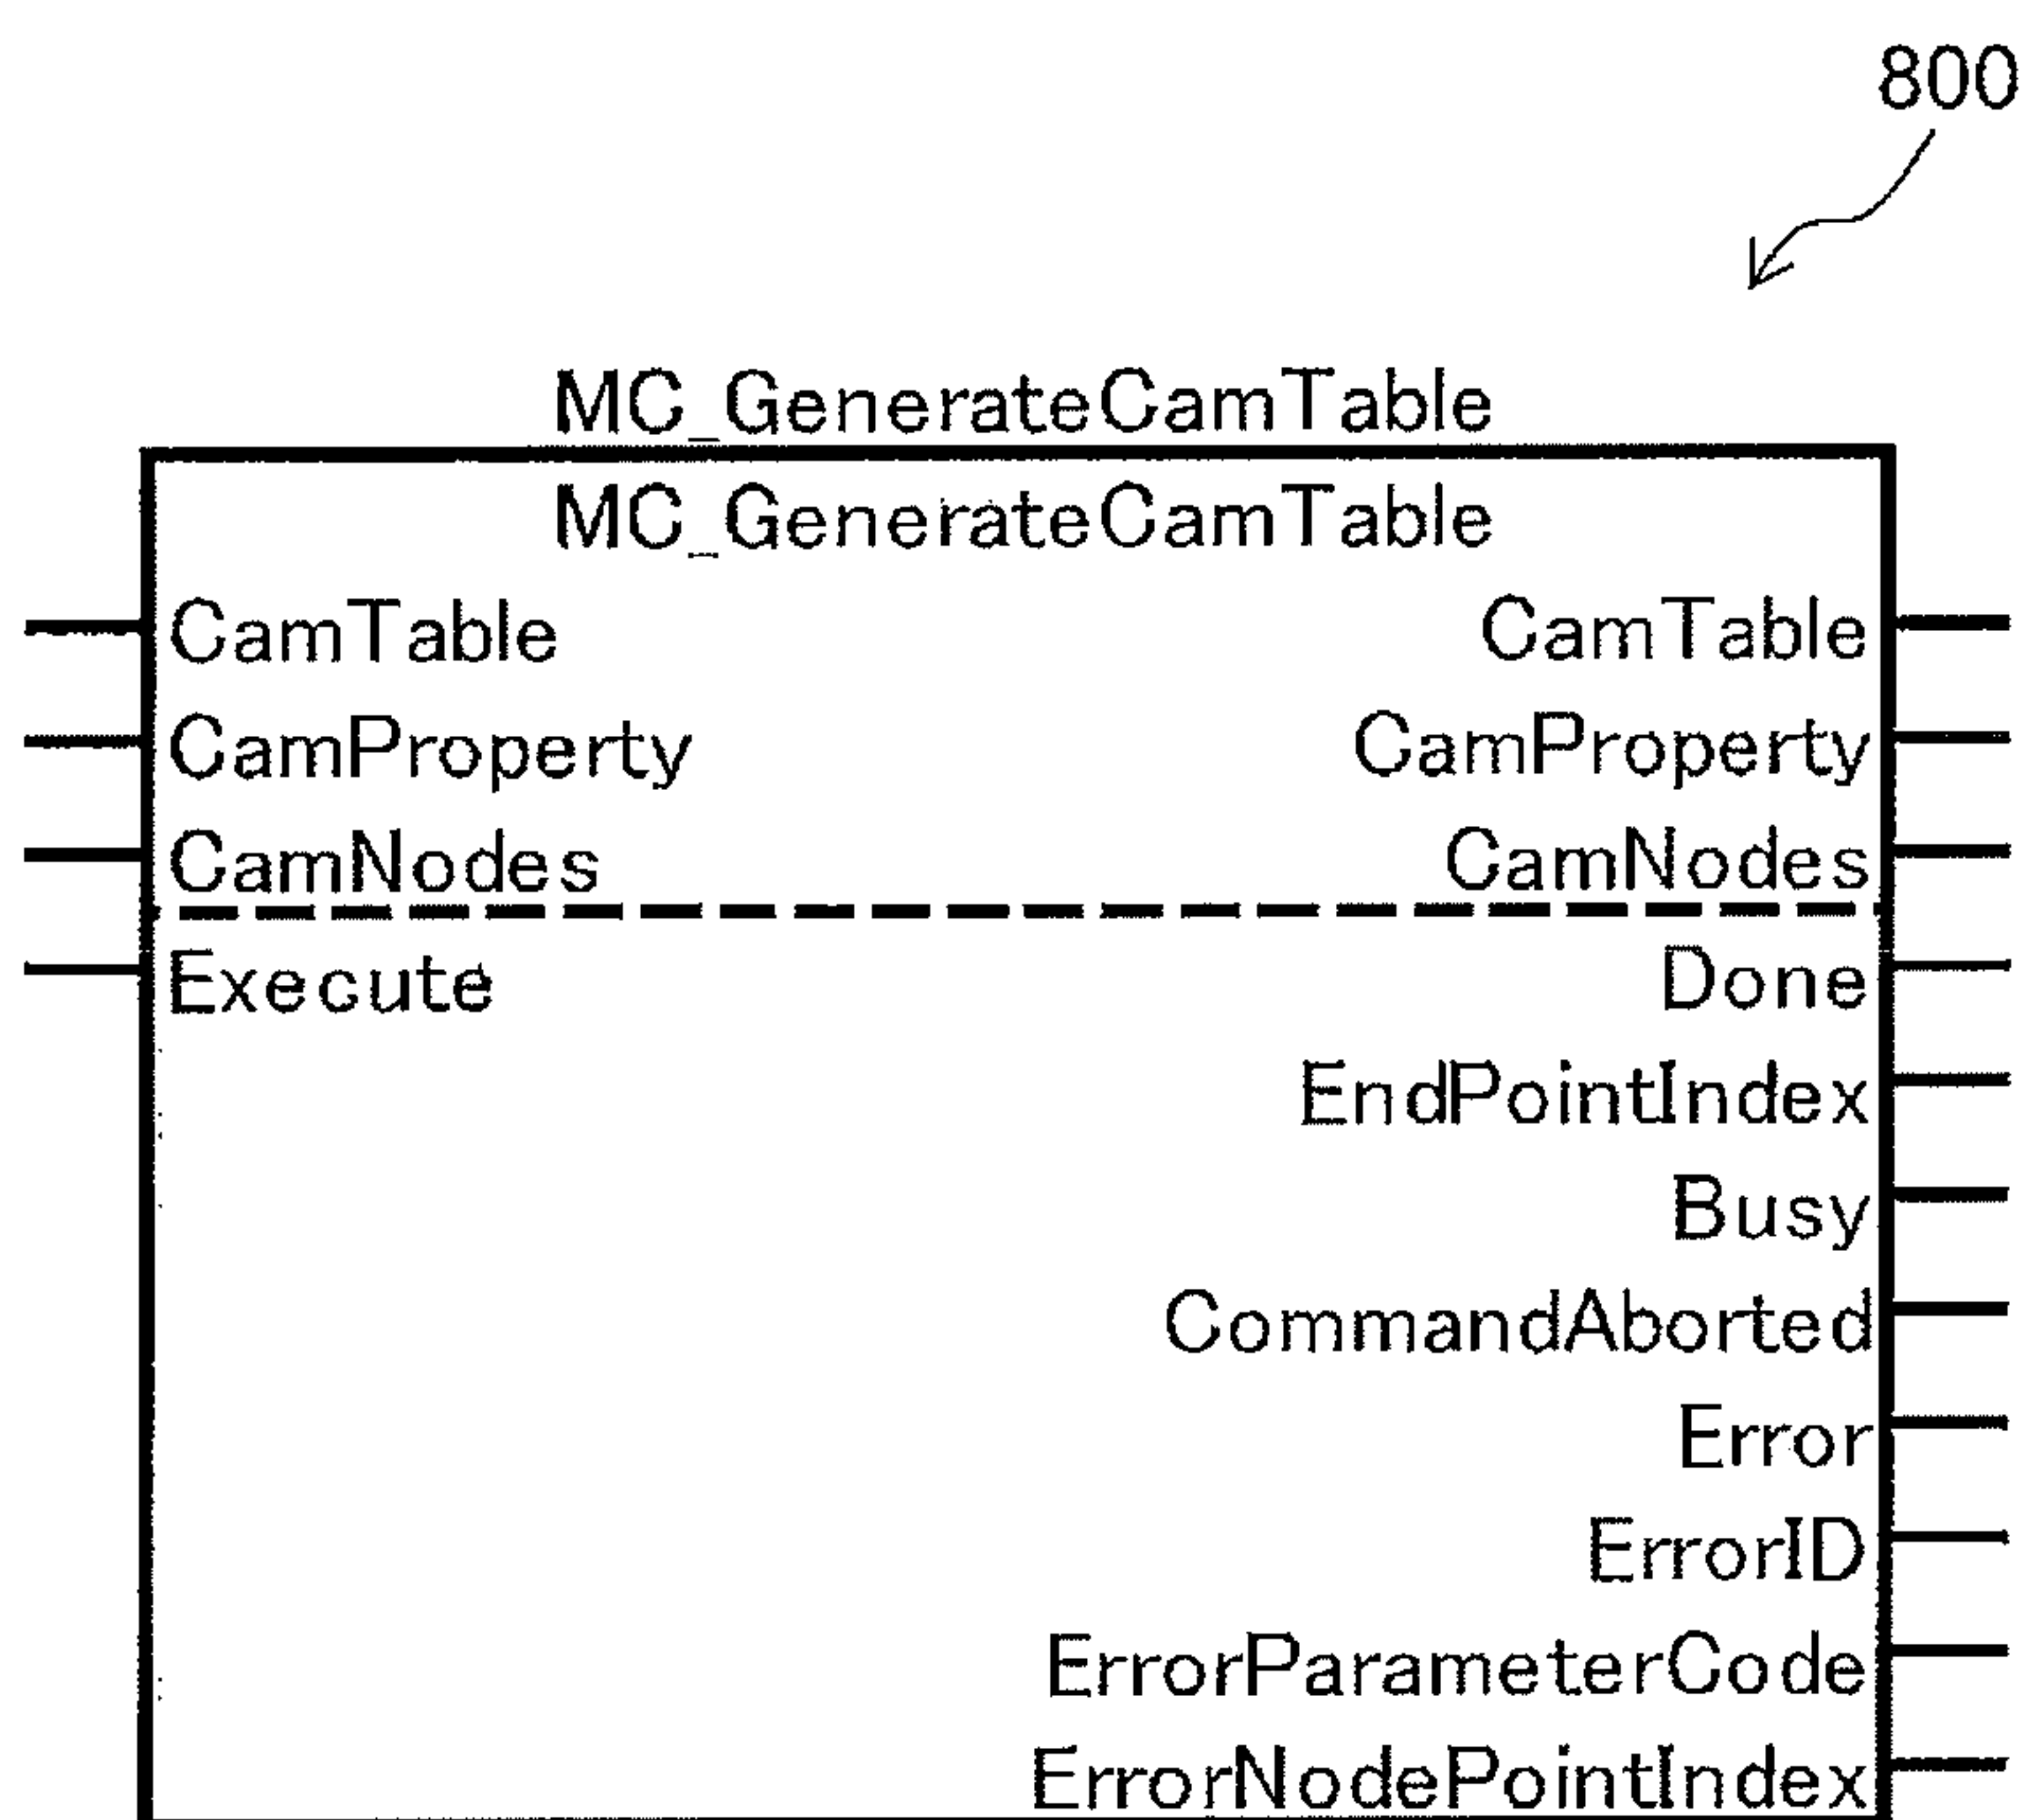 800
MC_GenerateCamTable
MC_GenerateCamTable
CamTable CamTable
CamProperty CamProperty
CamNodes CamNodes
Execute Done
EndPointIndex
Busy
CommandAborted
Error
ErrorID
ErrorParameterCode
ErrorNodePointIndex